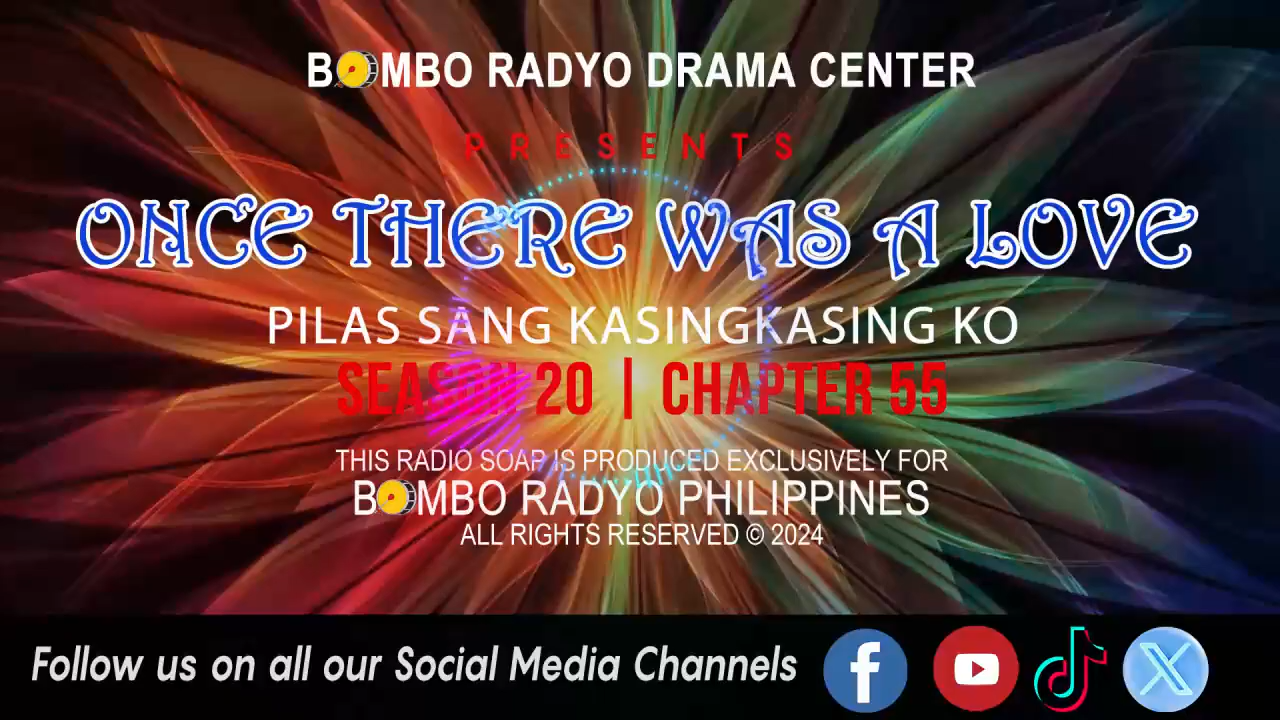 BOMBO RADYO DRAMA CENTER
PRESENTS
ONCE THERE WAS A LOVE
PILAS SANG KASINGKASING KO
SEASON 20 | CHAPTER 55
THIS RADIO SOAP IS PRODUCED EXCLUSIVELY FOR
BOMBO RADYO PHILIPPINES
ALL RIGHTS RESERVED © 2024
Follow us on all our Social Media Channels